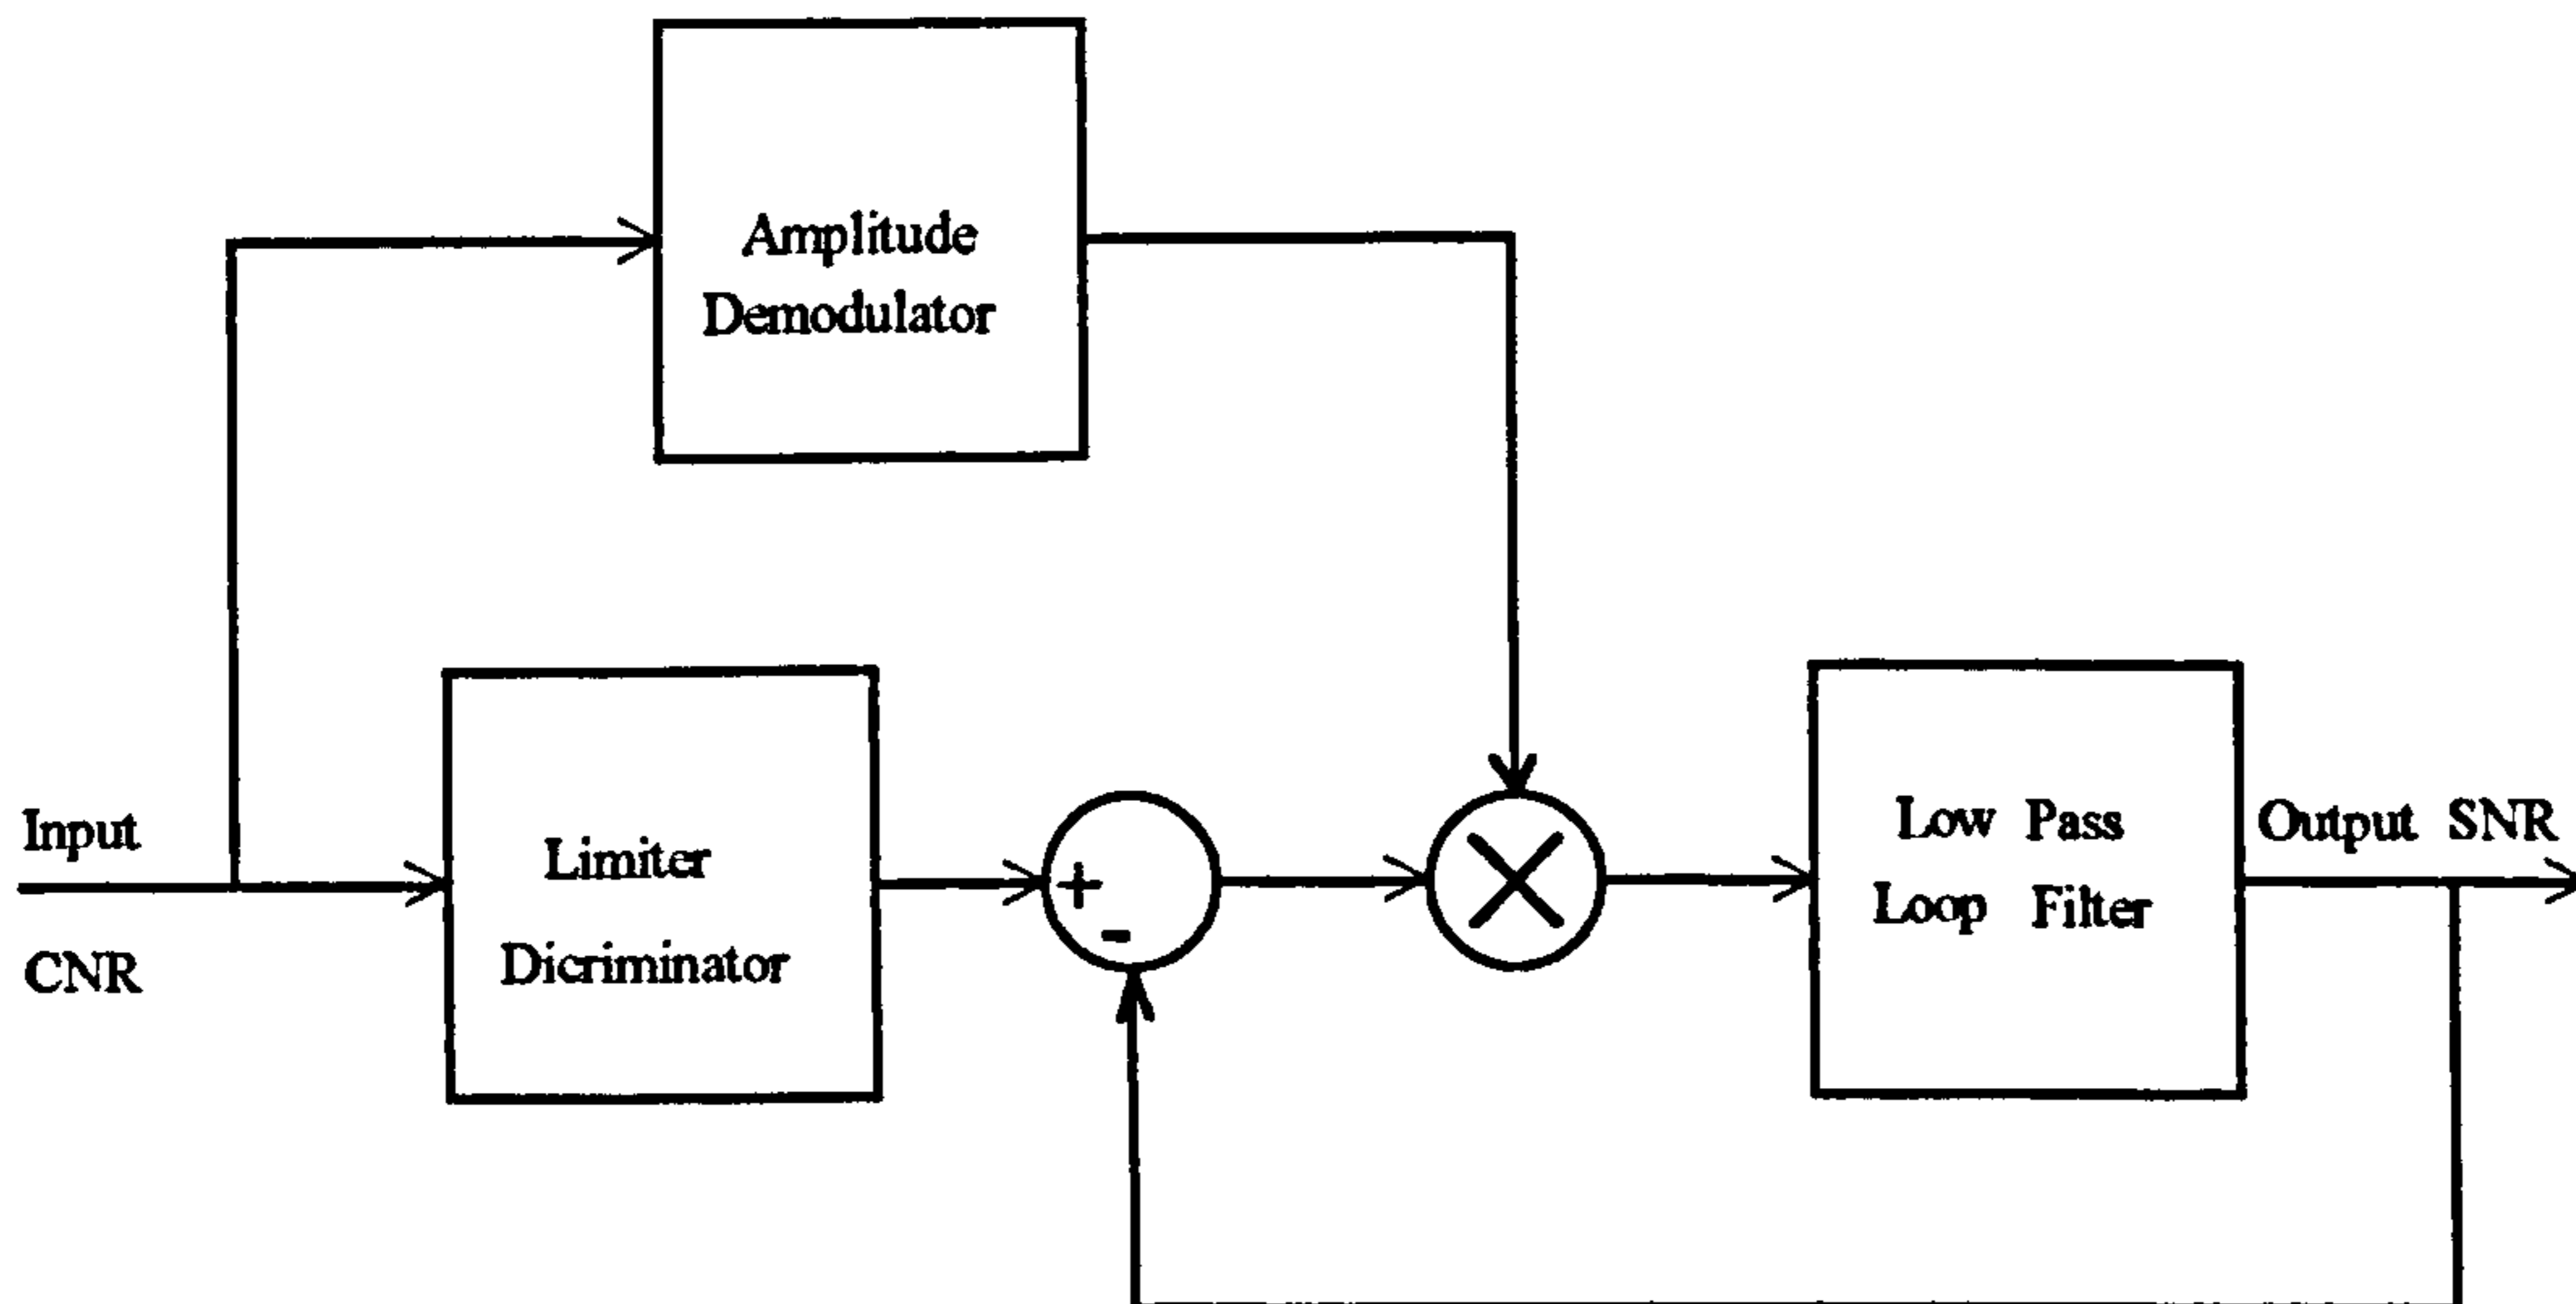 Amplitude
Demodulator
Input
CNR
Limiter
Dicriminator
+
-
Low Pass
Loop Filter
Output SNR